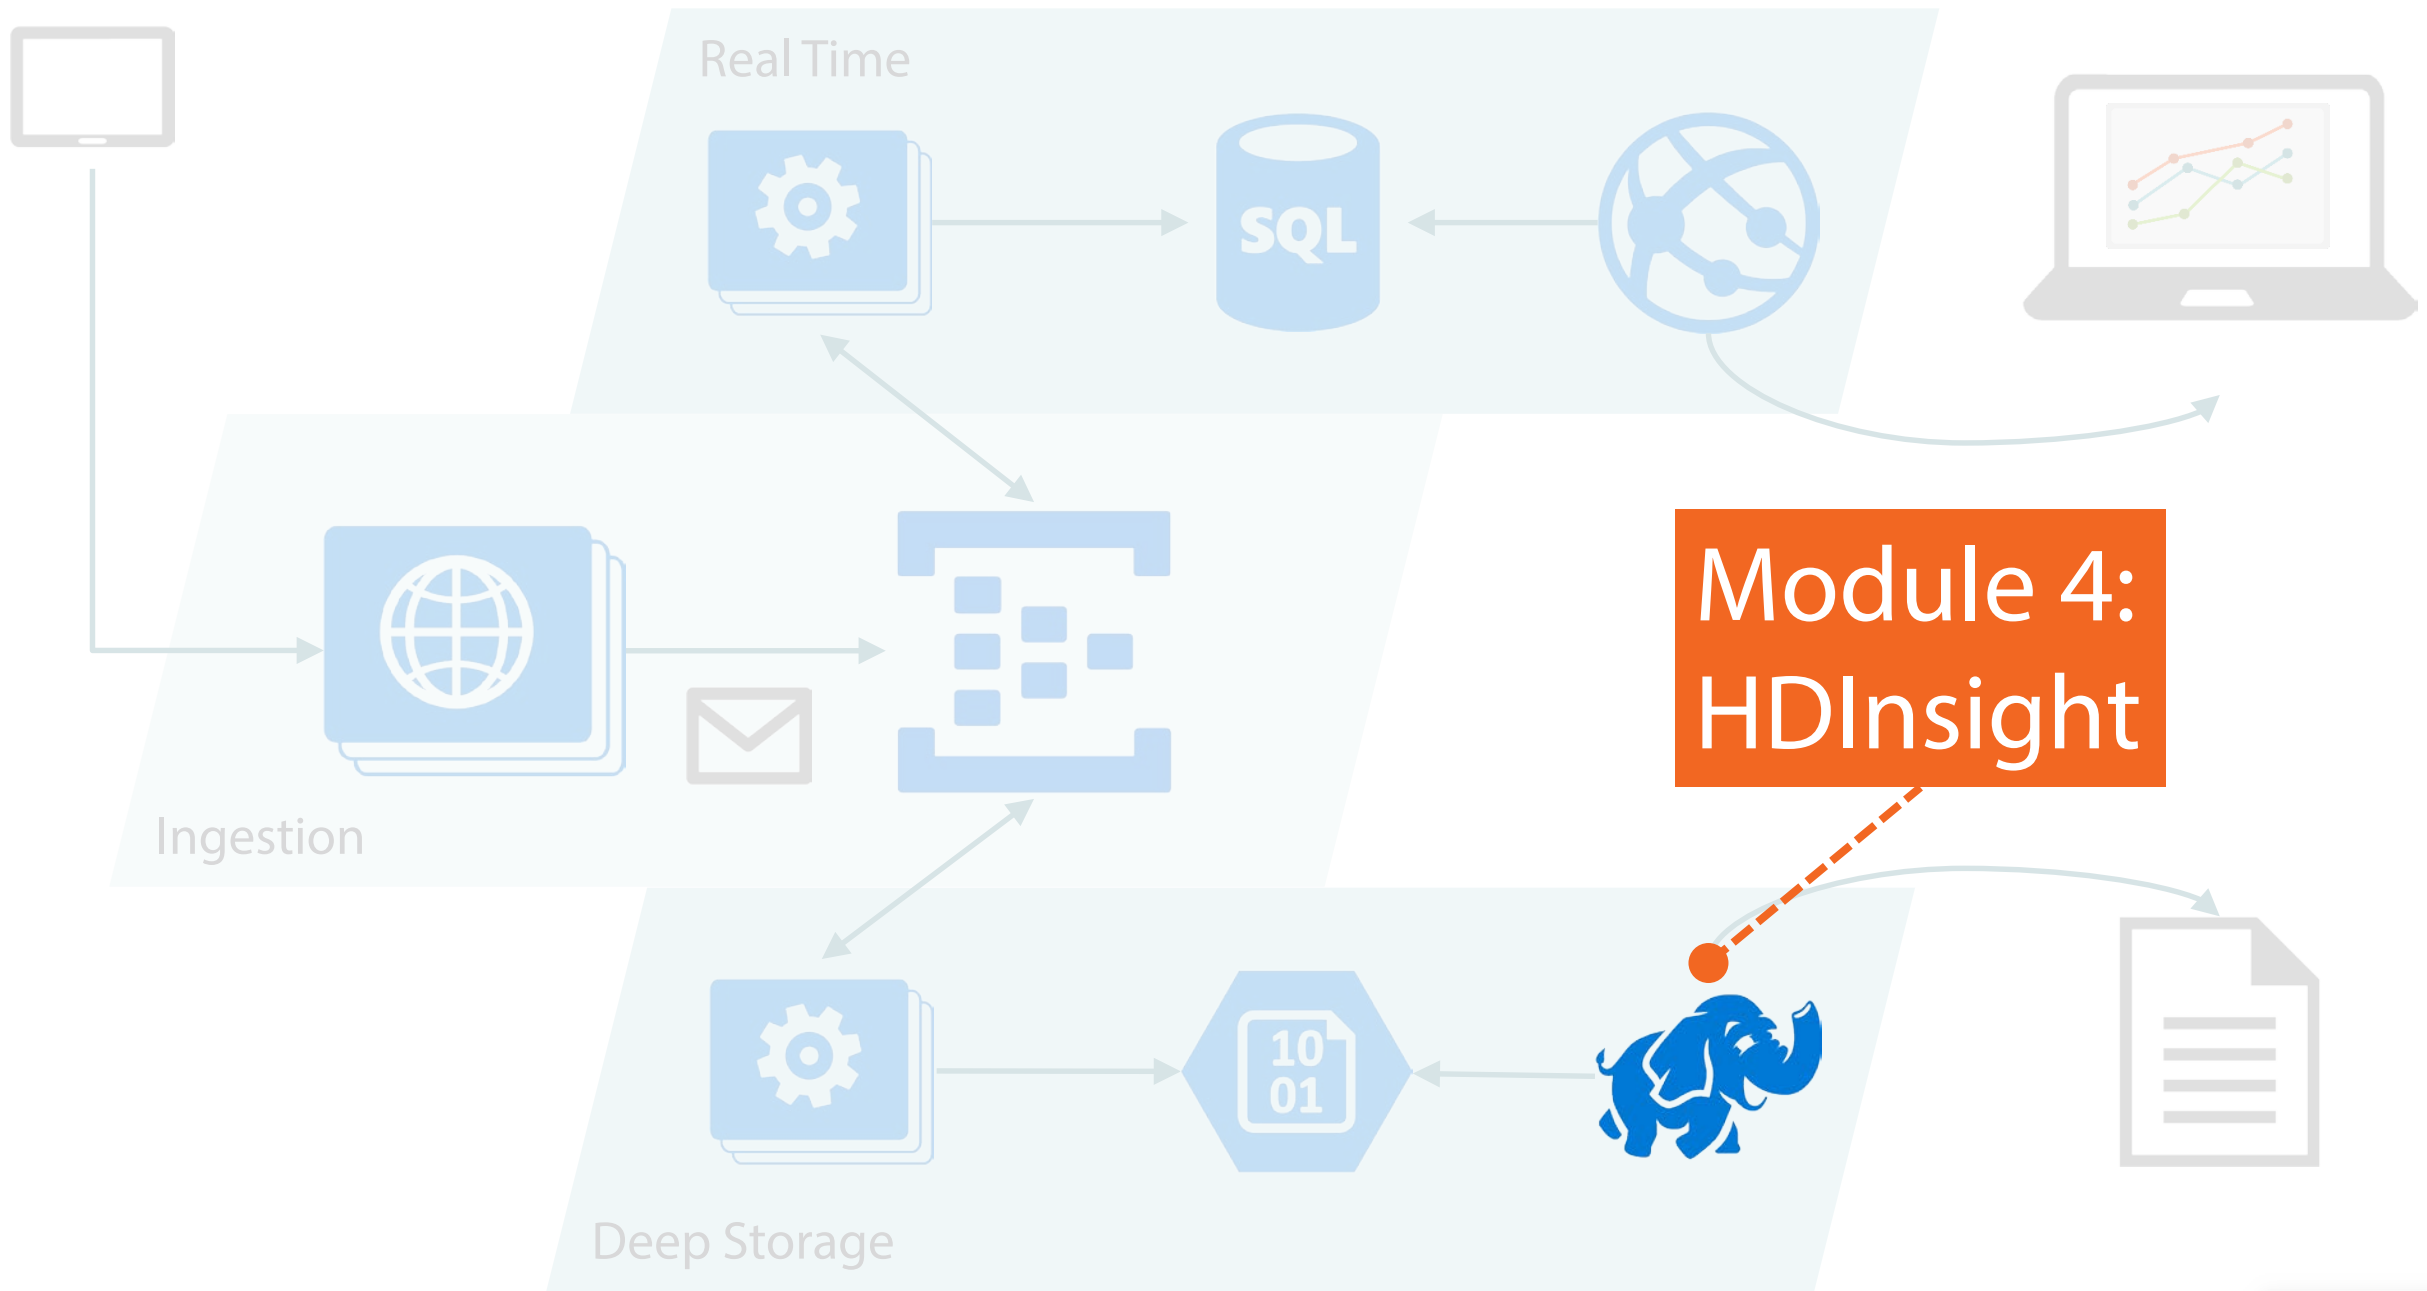 Real Time
SQL
Module 4:
HDInsight
Ingestion
10
01
Deep Storage